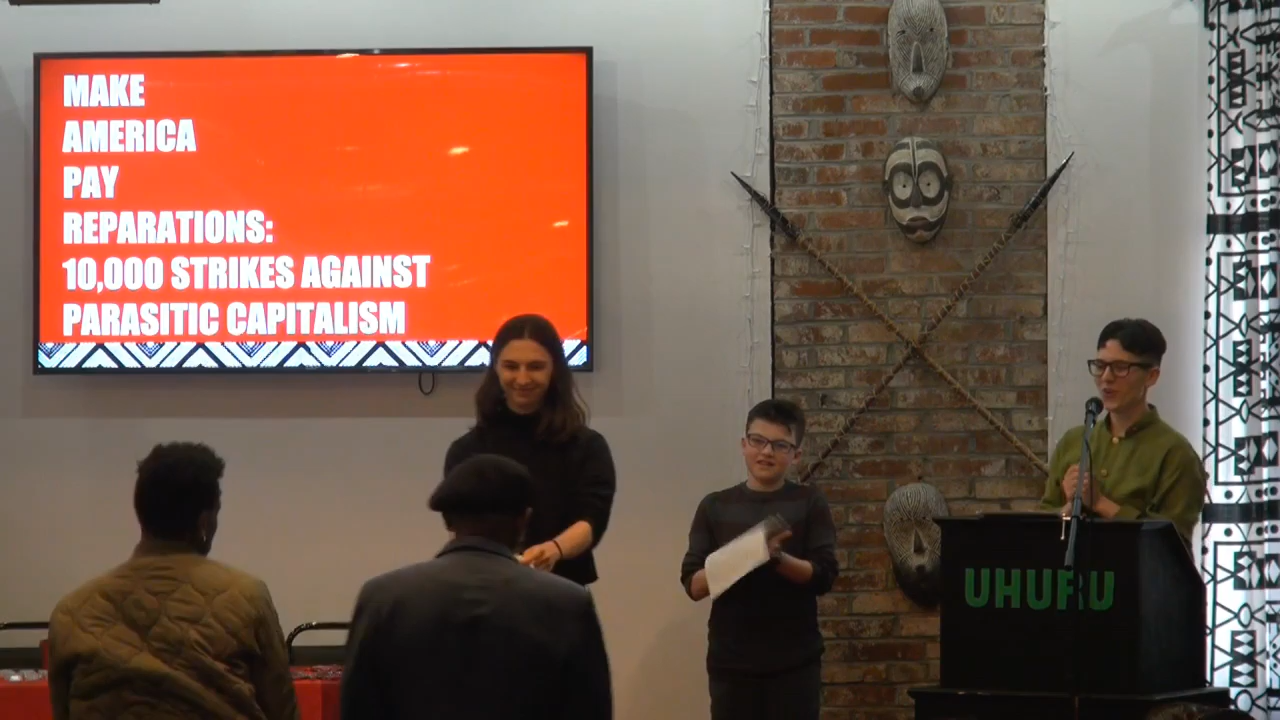 MAKE
AMERICA
PAY
REPARATIONS:
10,000 STRIKES AGAINST
PARASITIC CAPITALISM
UHURU